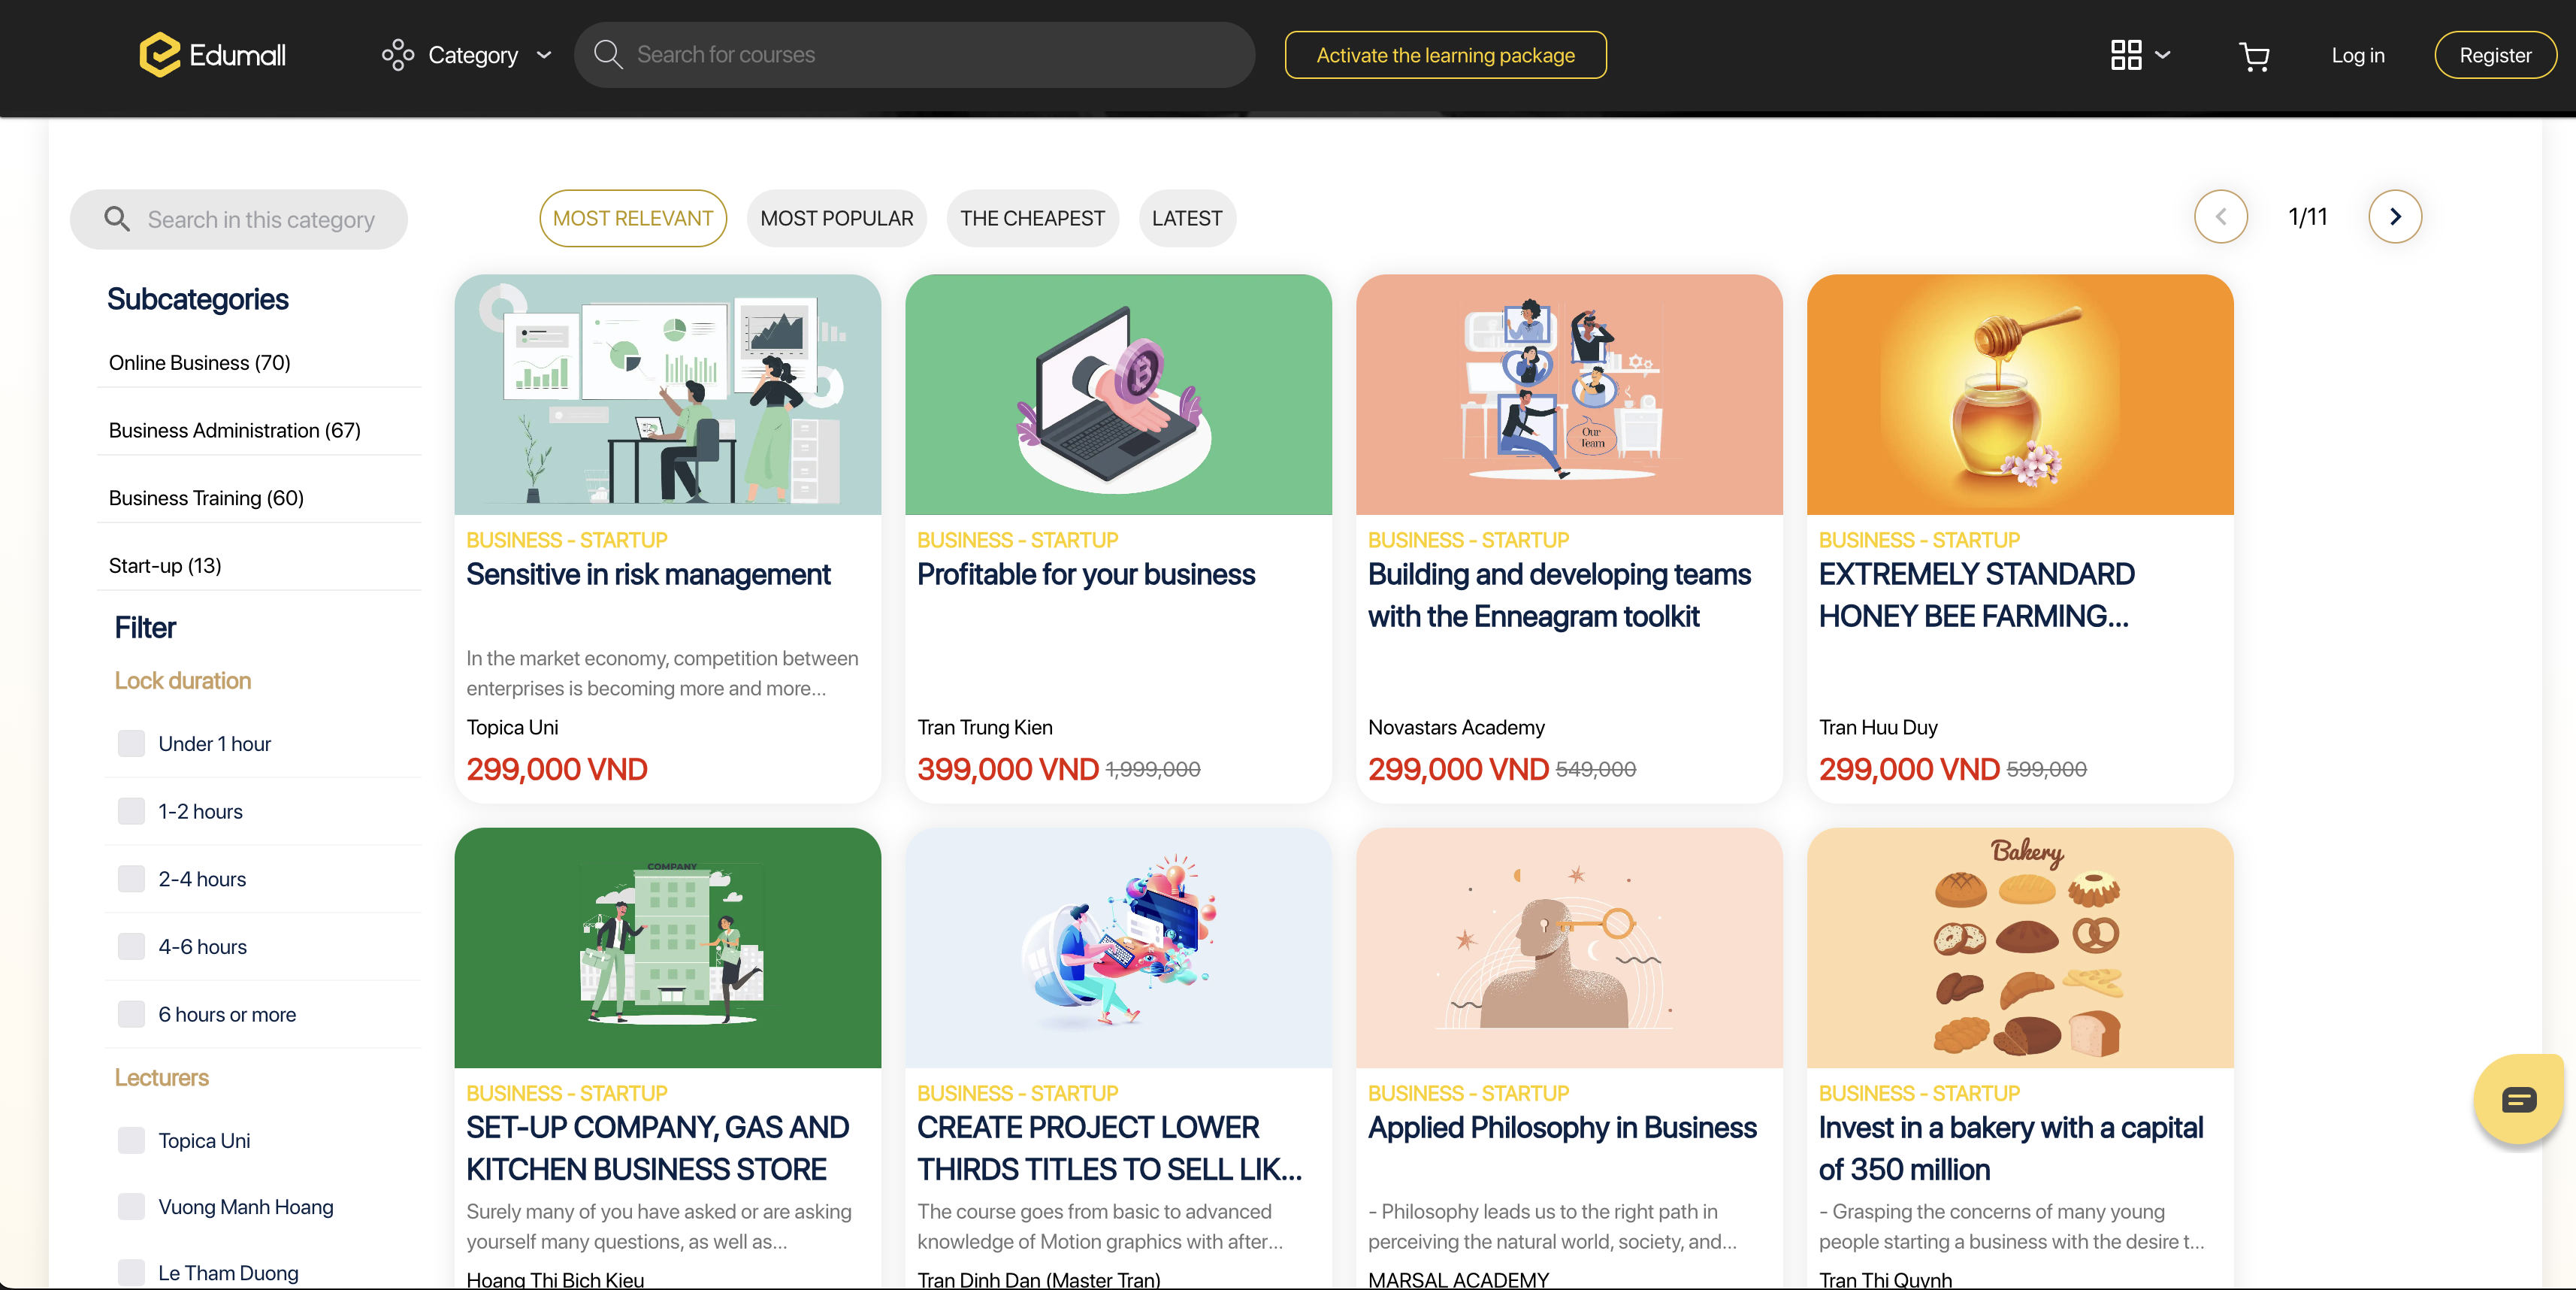 Edumall
Category
Search for courses
Activate the learning package
Log in
Register
Search in this category
MOST RELEVANT
MOST POPULAR
THE CHEAPEST
LATEST
1/11
Subcategories
Online Business (70)
Business Administration (67)
Business Training (60)
Start-up (13)
Filter
Lock duration
Under 1 hour
1-2 hours
2-4 hours
4-6 hours
6 hours or more
Lecturers
Topica Uni
Vuong Manh Hoang
Le Tham Duong
BUSINESS - STARTUP
Sensitive in risk management
In the market economy, competition between
enterprises is becoming more and more...
Topica Uni
299,000 VND
BUSINESS - STARTUP
Profitable for your business
Tran Trung Kien
399,000 VND 1,999,000
Our
Team
BUSINESS - STARTUP
Building and developing teams
with the Enneagram toolkit
Novastars Academy
299,000 VND 549,000
BUSINESS - STARTUP
EXTREMELY STANDARD
HONEY BEE FARMING...
Tran Huu Duy
299,000 VND 599,000
COMPANY
BUSINESS - STARTUP
SET-UP COMPANY, GAS AND
KITCHEN BUSINESS STORE
Surely many of you have asked or are asking
yourself many questions, as well as...
Hoang Thi Bich Kieu
BUSINESS - STARTUP
CREATE PROJECT LOWER
THIRDS TITLES TO SELL LIK...
The course goes from basic to advanced
knowledge of Motion graphics with after...
Tran Dinh Dan (Master Tran)
BUSINESS - STARTUP
Applied Philosophy in Business
- Philosophy leads us to the right path in
perceiving the natural world, society, and...
MARSAL ACADEMY
Bakery
BUSINESS - STARTUP
Invest in a bakery with a capital
of 350 million
- Grasping the concerns of many young
people starting a business with the desire t...
Tran Thi Quynh